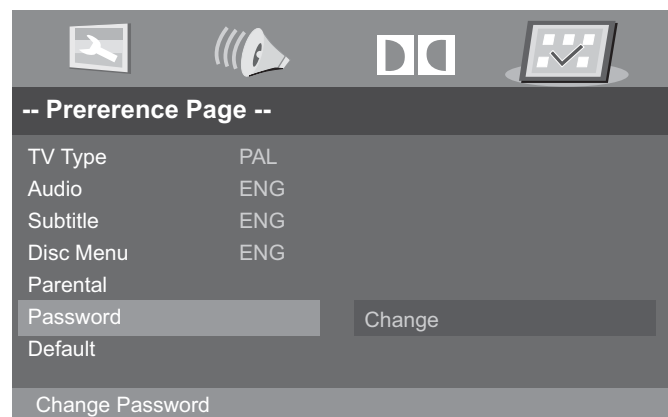 -- Prererence Page --
TV Type PAL
Audio ENG
Subtitle ENG
Disc Menu ENG
Parental
Password Change
Default
Change Password